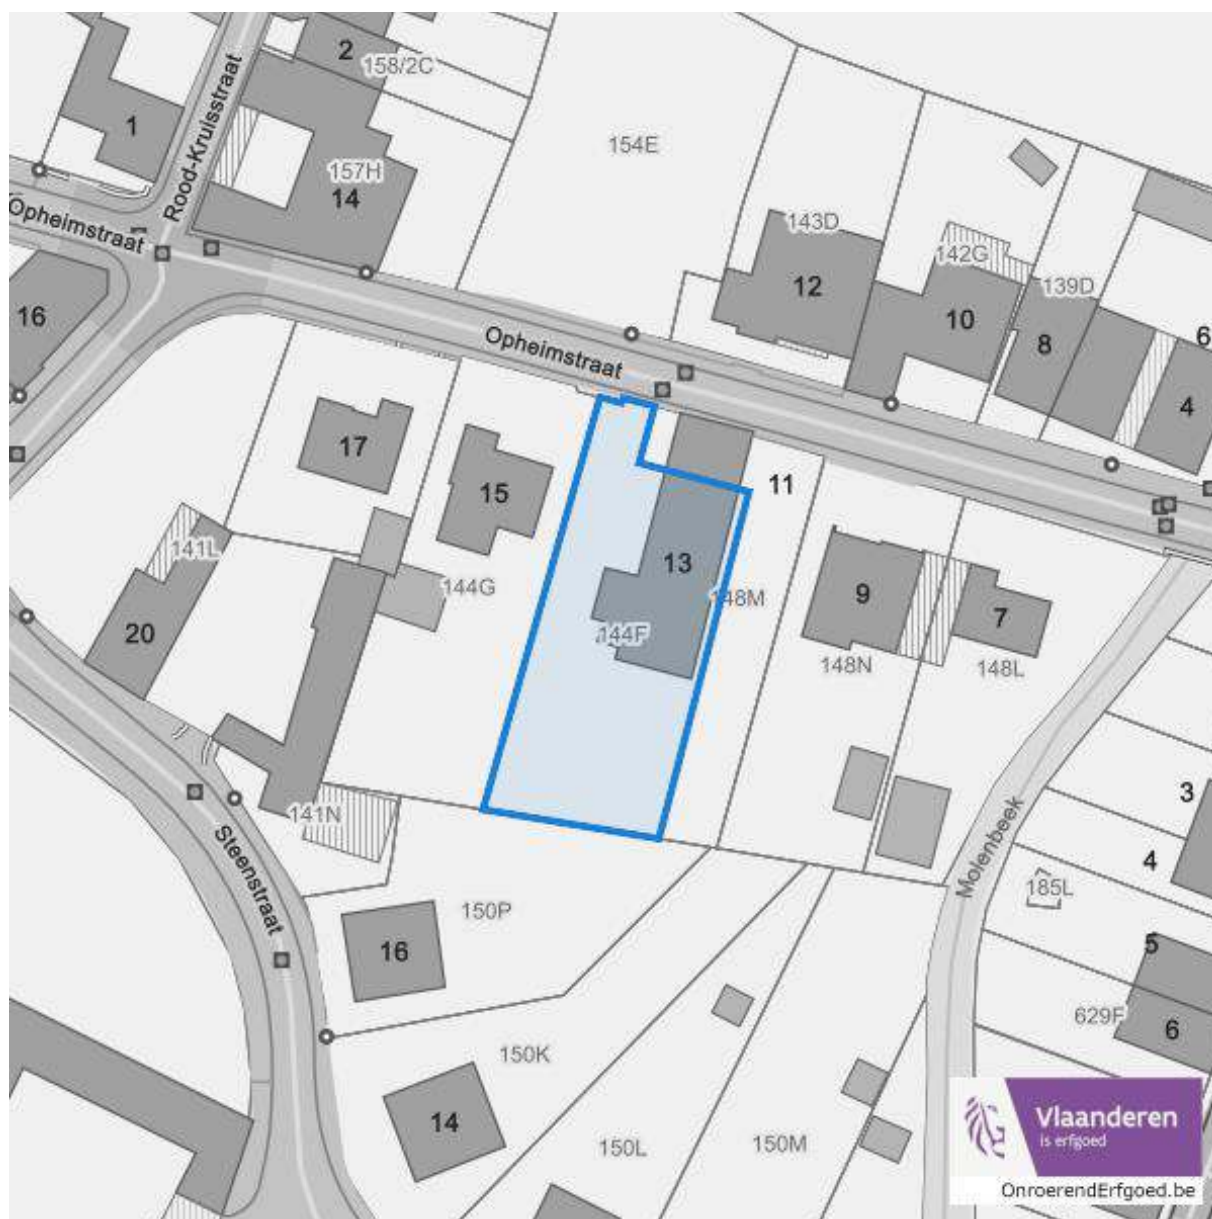 2
158/2C
1
Rood-Kruisstraat
154E
157H
14
Opheimstraat
143D
142G
12
139D
16
10
6
Opheimstraat
8
4
17
15
11
13
141L
144G
9
148M
7
20
144F
148N
148L
3
141N
Steenstraat
Molenbeek
4
185L
150P
5
16
629F
6
150K
14
150L
150M
Vlaanderen
is erfgoed
OnroerendErfgoed.be